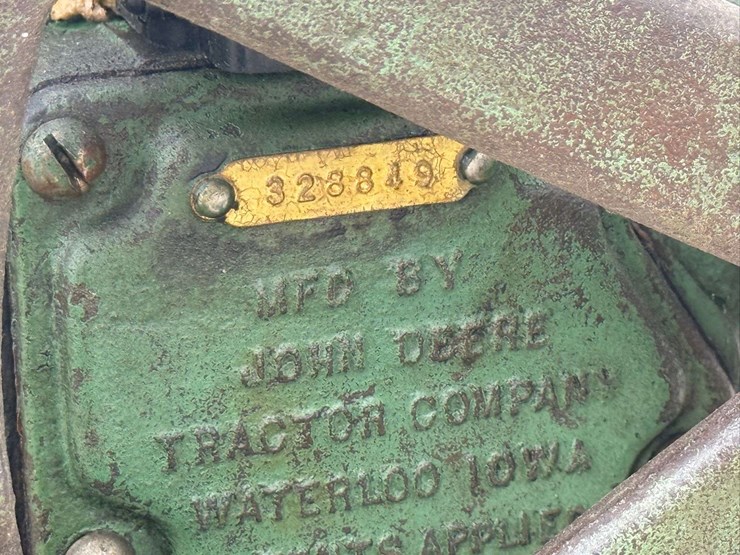 328819
MFD BY
JOHN DEERE
TRACTOR COMPANY
WATERLOO IOWA